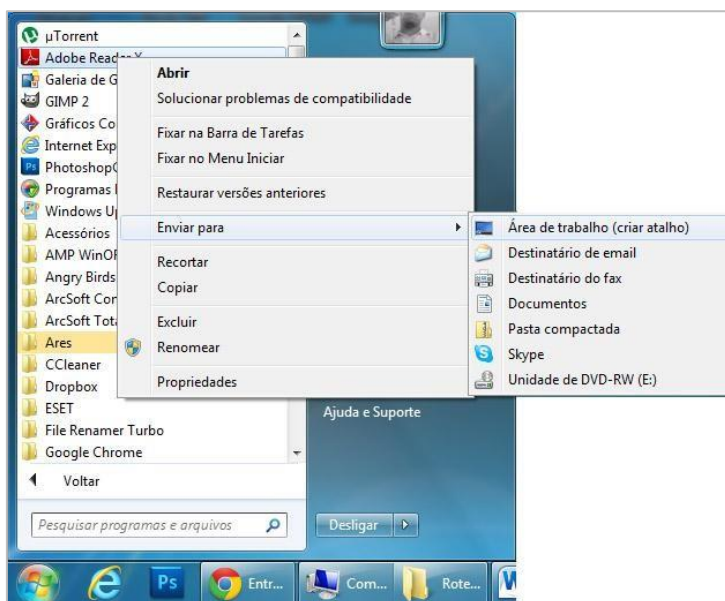 µTorrent
Adobe Reader X
Galeria de G
GIMP 2
Gráficos Co
Internet Exp
Photoshop
Programas
Windows U
Acessórios
AMP WinOF
Angry Birds
ArcSoft Con
ArcSoft Tot
Ares
CCleaner
Dropbox
ESET
File Renamer Turbo
Google Chrome
Voltar
Pesquisar programas e arquivos
Abrir
Solucionar problemas de compatibilidade
Fixar na Barra de Tarefas
Fixar no Menu Iniciar
Restaurar versões anteriores
Enviar para
Recortar
Copiar
Excluir
Renomear
Propriedades
Área de trabalho (criar atalho)
Destinatário de email
Destinatário do fax
Documentos
Pasta compactada
Skype
Unidade de DVD-RW (E:)
Ajuda e Suporte
Desligar
Ps
Entr...
Com...
Rote...
W